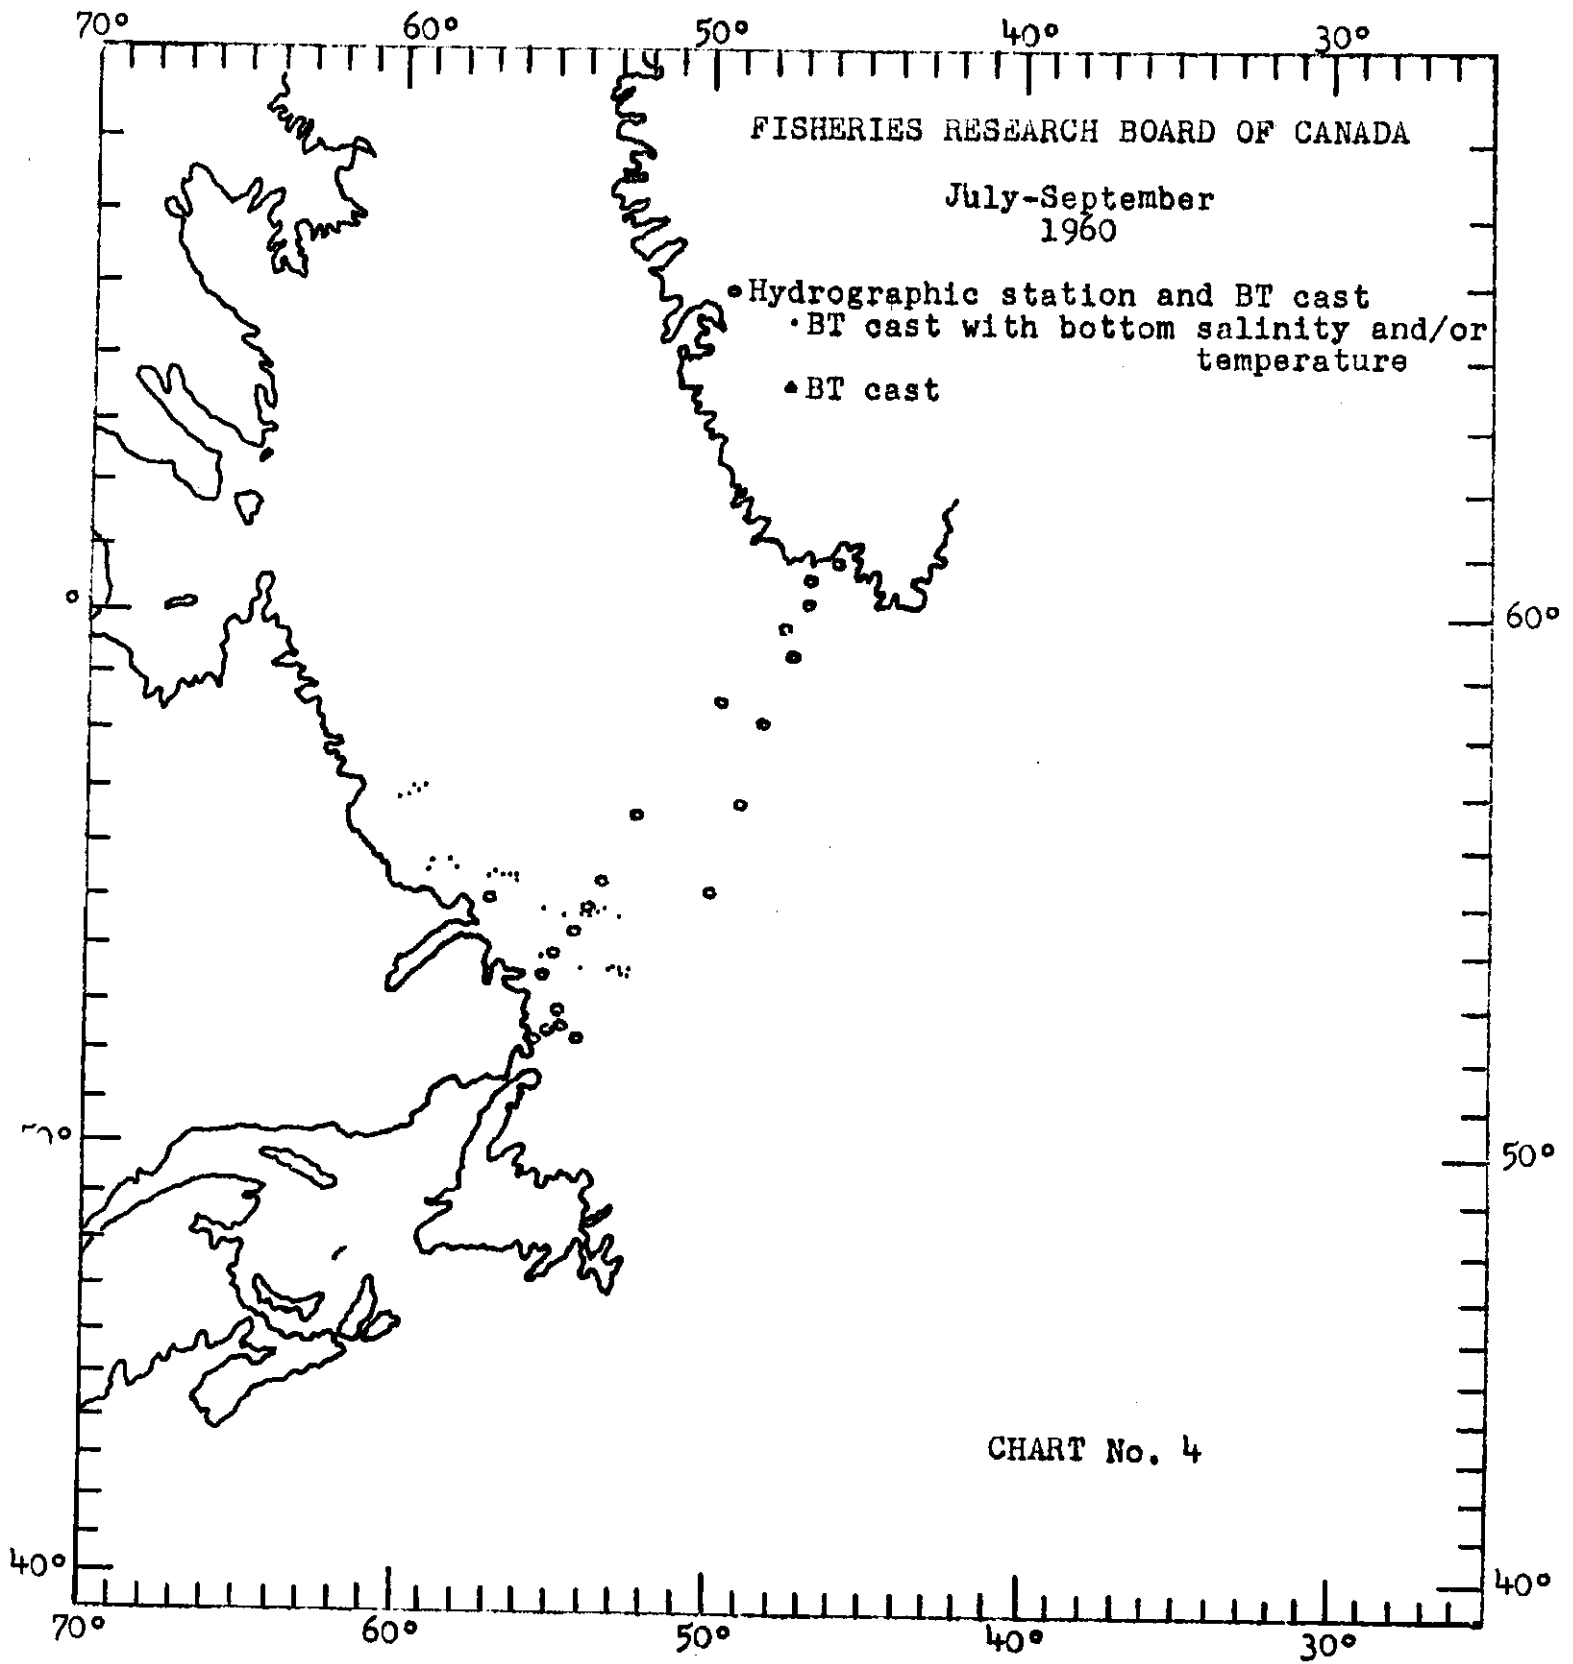 70° 60° 50° 40° 30°
FISHERIES RESEARCH BOARD OF CANADA
July-September
1960
Hydrographic station and BT cast
BT cast with bottom salinity and/or
temperature
BT cast
60°
50°
CHART No. 4
40° 40°
70° 60° 50° 40° 30°